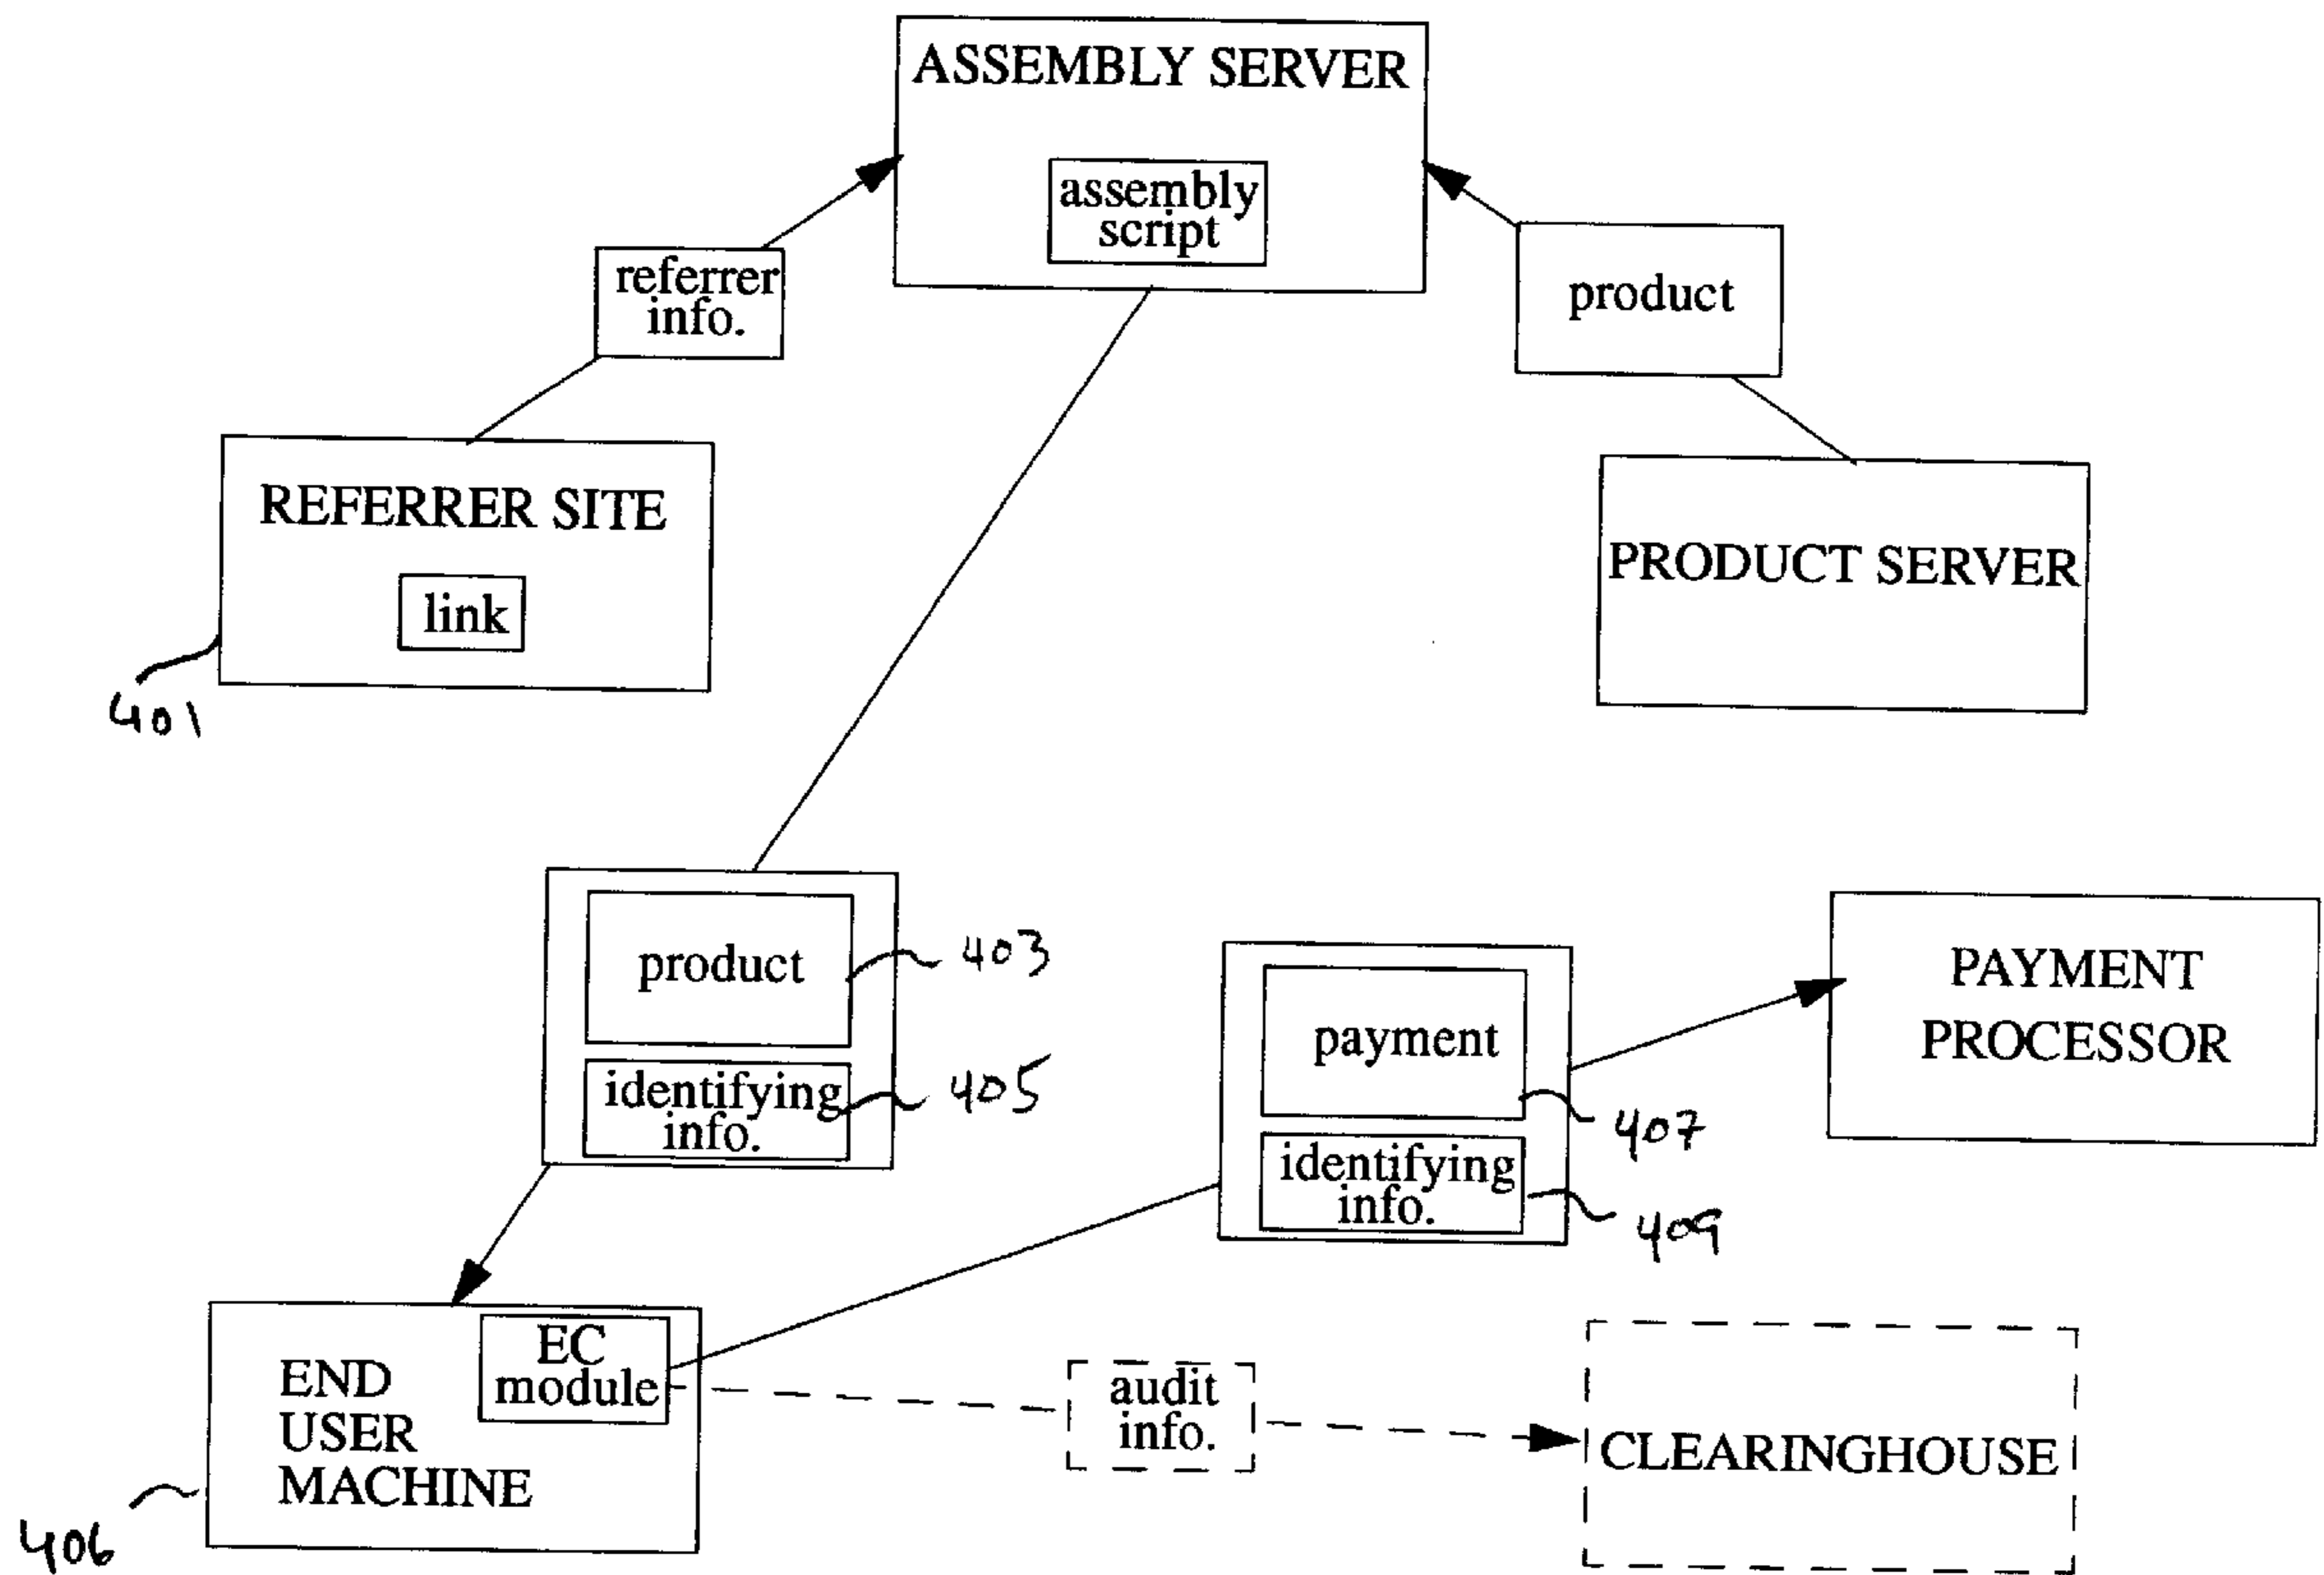 ASSEMBLY SERVER
assembly
script
referrer
info.
product
REFERRER SITE
link
401
PRODUCT SERVER
product
403
identifying
info.
405
payment
407
identifying
info.
409
PAYMENT
PROCESSOR
EC
module
END
USER
MACHINE
406
audit
info.
CLEARINGHOUSE